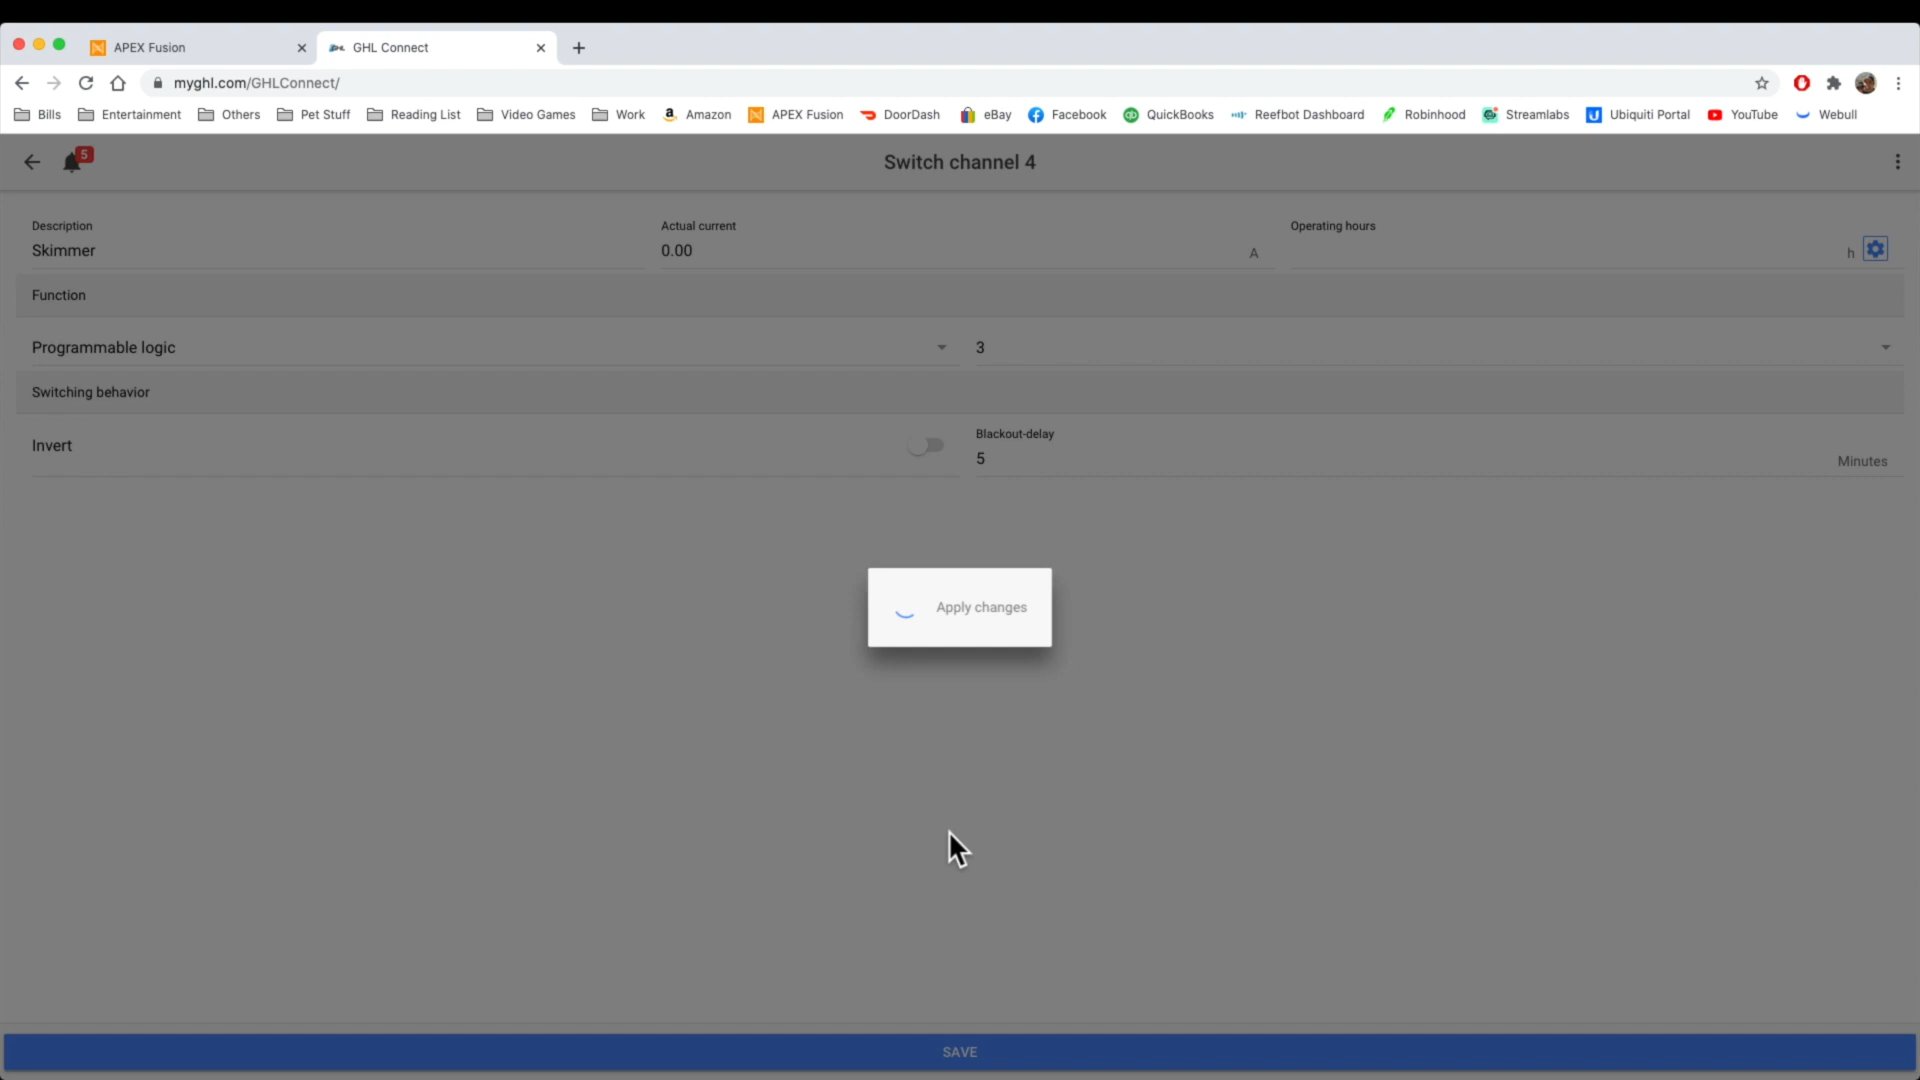 APEX Fusion
GHL Connect
myghl.com/GHLConnect/
Bills Entertainment Others Pet Stuff Reading List Video Games Work Amazon APEX Fusion DoorDash eBay Facebook QuickBooks Reefbot Dashboard Robinhood Streamlabs Ubiquiti Portal YouTube Webull
5
Switch channel 4
Description Actual current Operating hours
Skimmer 0.00 A h
Function
Programmable logic 3
Switching behavior
Invert
Blackout-delay
5 Minutes
Apply changes
SAVE